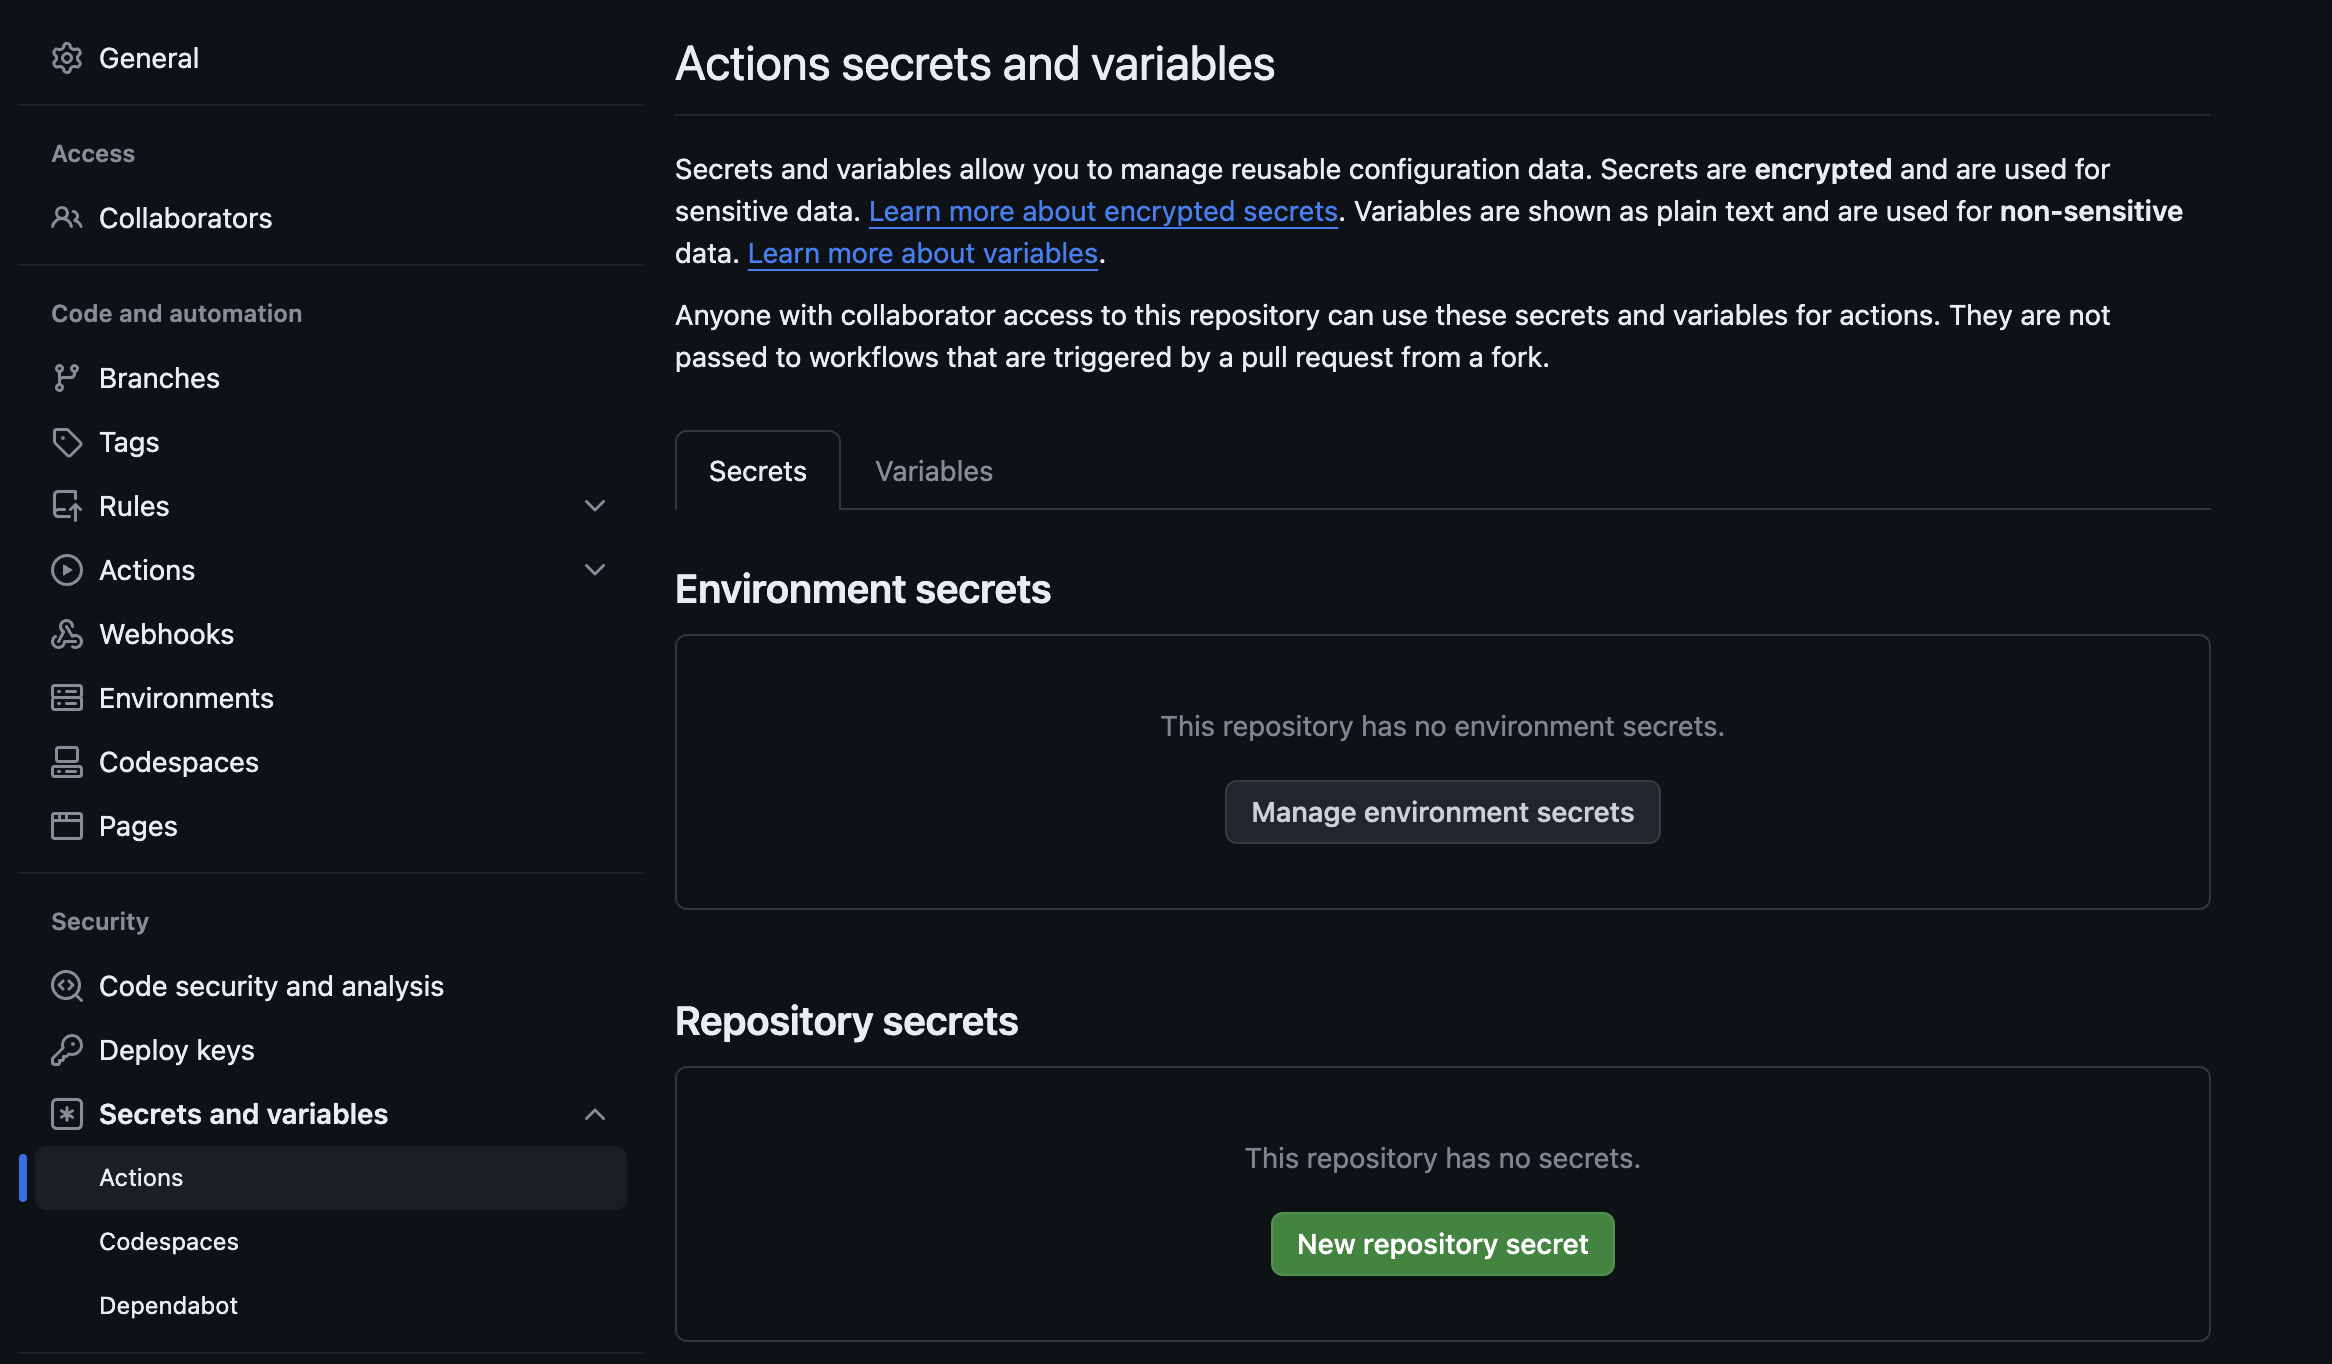 General
Access
Collaborators
Code and automation
Branches
Tags
Rules
Actions
Webhooks
Environments
Codespaces
Pages
Security
Code security and analysis
Deploy keys
Secrets and variables
Actions
Codespaces
Dependabot
Actions secrets and variables
Secrets and variables allow you to manage reusable configuration data. Secrets are encrypted and are used for
sensitive data. Learn more about encrypted secrets. Variables are shown as plain text and are used for non-sensitive
data. Learn more about variables.
Anyone with collaborator access to this repository can use these secrets and variables for actions. They are not
passed to workflows that are triggered by a pull request from a fork.
Secrets Variables
Environment secrets
This repository has no environment secrets.
Manage environment secrets
Repository secrets
This repository has no secrets.
New repository secret